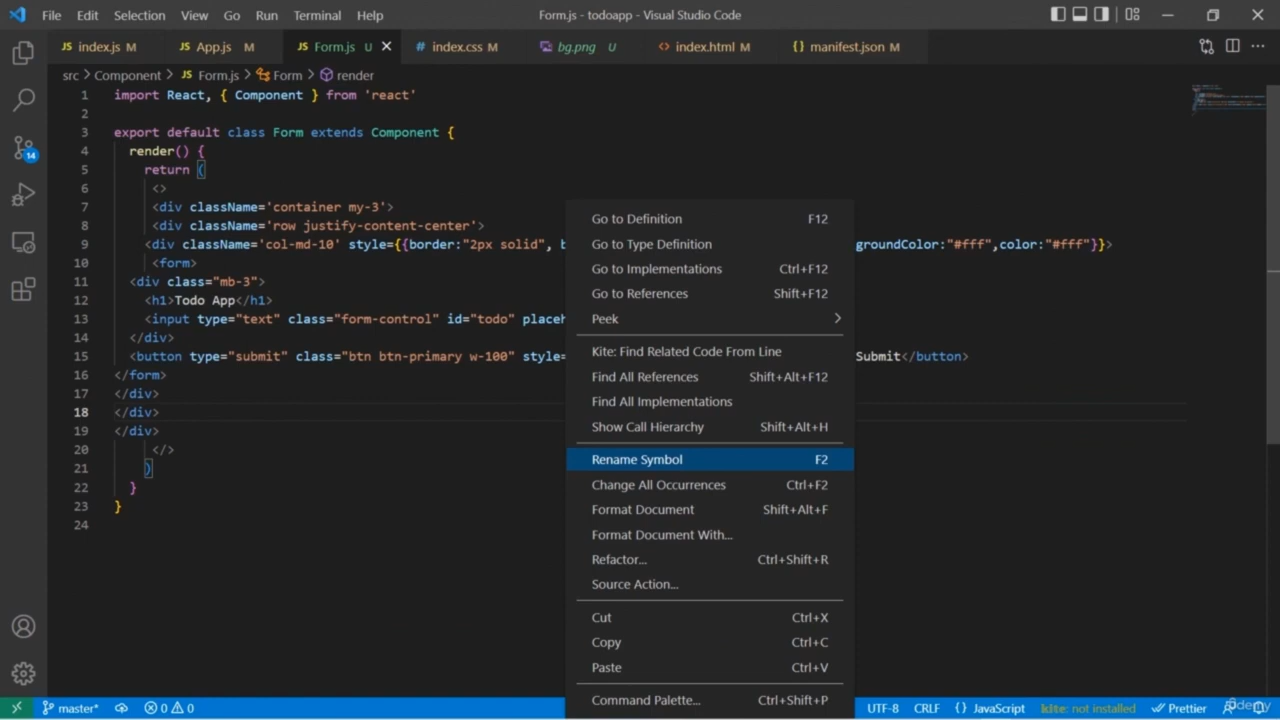 File Edit Selection View Go Run Terminal Help Form.js - todoapp - Visual Studio Code
JS index.js M JS App.js M JS Form.js U # index.css M bg.png U <> index.html M {} manifest.json M
src > Component > JS Form.js > Form > render
1 import React, { Component } from 'react'
2
3 export default class Form extends Component {
4 render() {
5 return (
6 <>
7 <div className='container my-3'>
8 <div className='row justify-content-center'>
9 <div className='col-md-10' style={{border:"2px solid", b groundColor:"#fff",color:"#fff"}}>
10 <form>
11 <div class="mb-3">
12 <h1>Todo App</h1>
13 <input type="text" class="form-control" id="todo" placeh
14 </div>
15 <button type="submit" class="btn btn-primary w-100" style= Submit</button>
16 </form>
17 </div>
18 </div>
19 </div>
20 </>
21 )
22 }
23 }
24
14
Go to Definition F12
Go to Type Definition
Go to Implementations Ctrl+F12
Go to References Shift+F12
Peek
Kite: Find Related Code From Line
Find All References Shift+Alt+F12
Find All Implementations
Show Call Hierarchy Shift+Alt+H
Rename Symbol F2
Change All Occurrences Ctrl+F2
Format Document Shift+Alt+F
Format Document With...
Refactor... Ctrl+Shift+R
Source Action...
Cut Ctrl+X
Copy Ctrl+C
Paste Ctrl+V
Command Palette... Ctrl+Shift+P
master* 0 0 UTF-8 CRLF {} JavaScript kite: not installed Prettier
Udemy